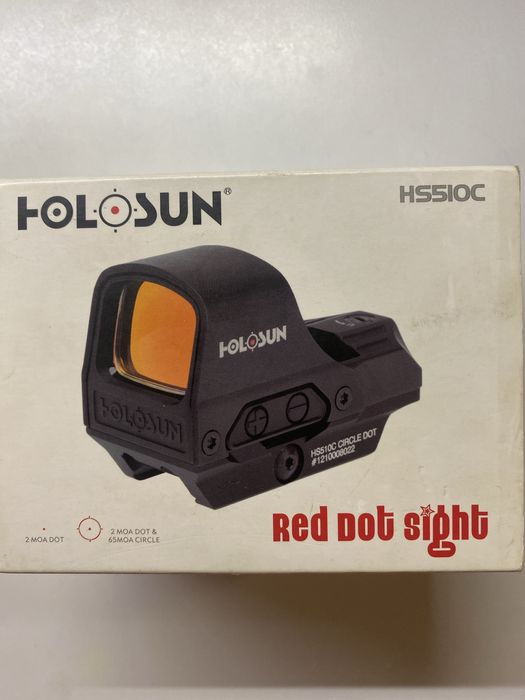 HOLOSUN®
HS510C
HOLOSUN
HOLOSUN
HS510C CIRCLE DOT
#1210008022
2 MOA DOT
2 MOA DOT &
65MOA CIRCLE
Red Dot Sight